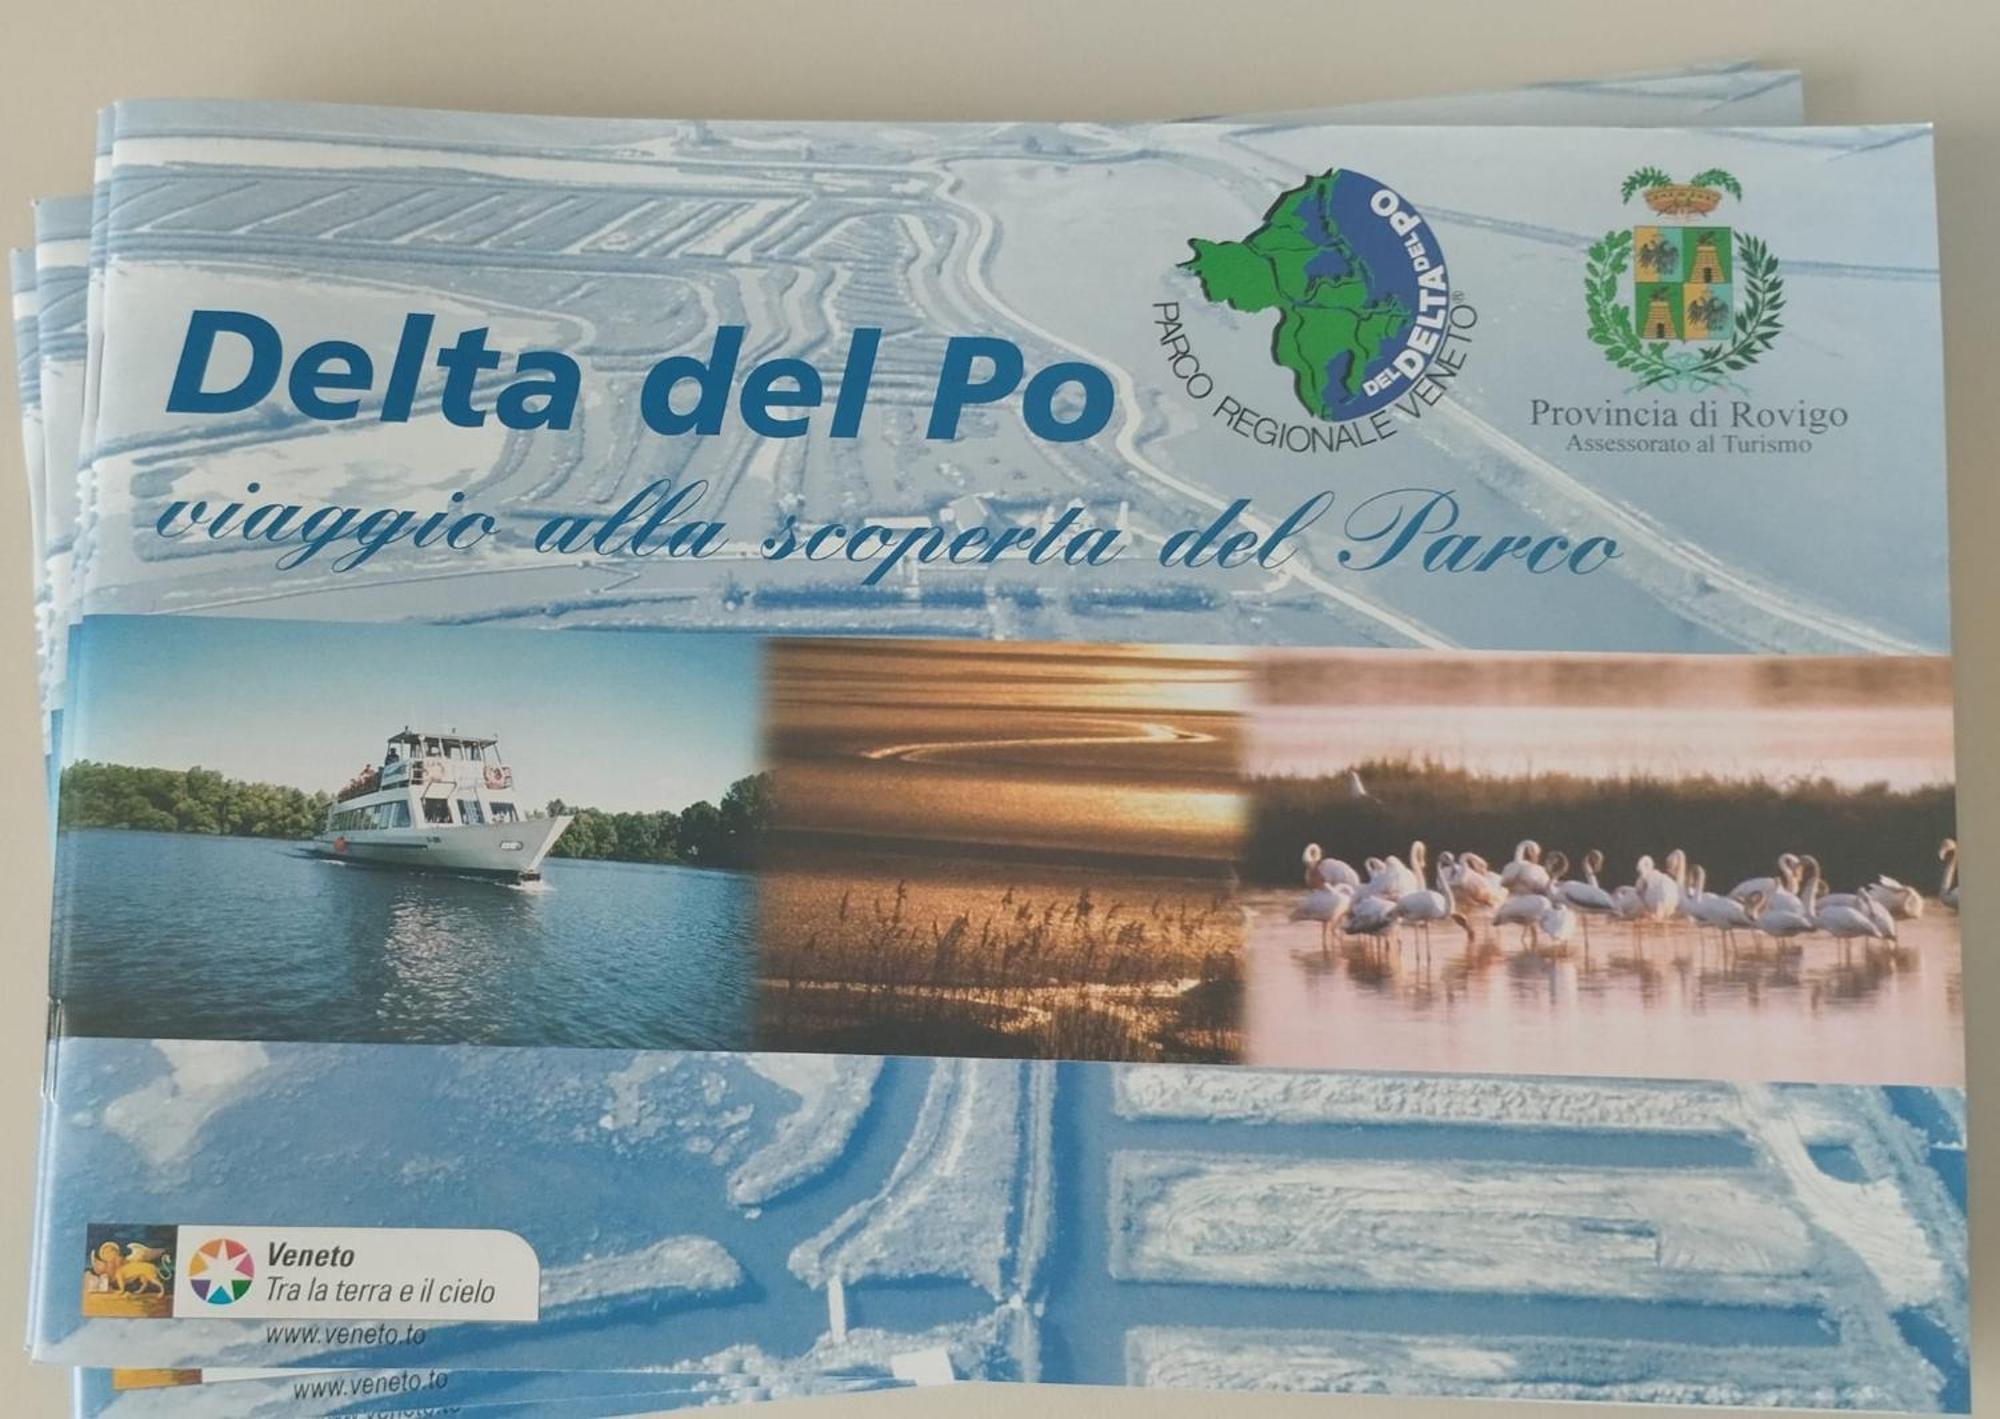 Delta del Po
viaggio alla scoperta del Parco
PARCO REGIONALE VENETO®
DEL DELTA DEL PO
Provincia di Rovigo
Assessorato al Turismo
Veneto
Tra la terra e il cielo
www.veneto.to
www.veneto.to